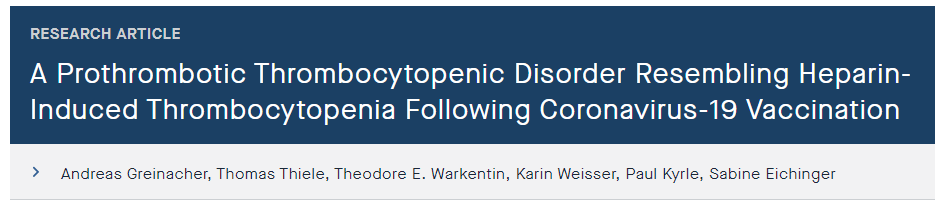 RESEARCH ARTICLE
A Prothrombotic Thrombocytopenic Disorder Resembling Heparin-
Induced Thrombocytopenia Following Coronavirus-19 Vaccination
Andreas Greinacher, Thomas Thiele, Theodore E. Warkentin, Karin Weisser, Paul Kyrle, Sabine Eichinger